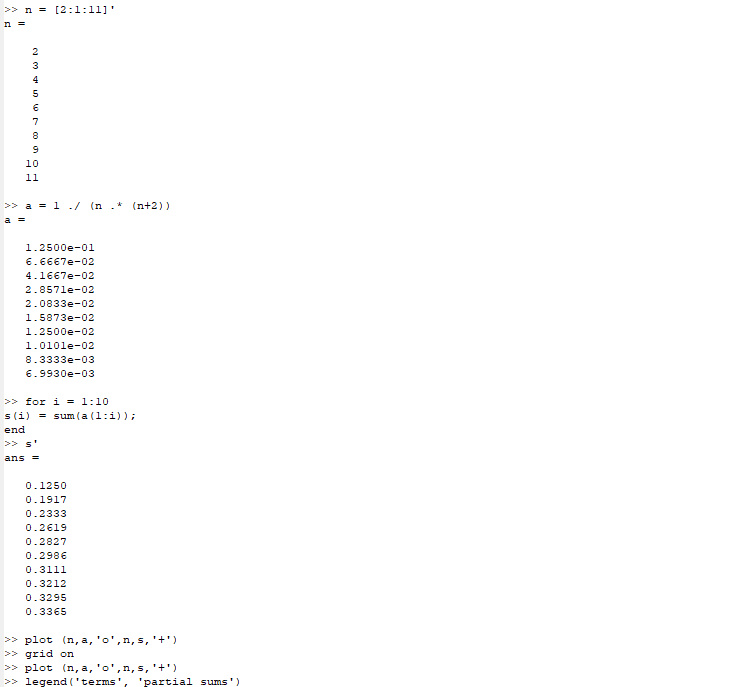 >> n = [2:1:11]'
n =
2
3
4
5
6
7
8
9
10
11
>> a = 1 ./ (n .* (n+2))
a =
1.2500e-01
6.6667e-02
4.1667e-02
2.8571e-02
2.0833e-02
1.5873e-02
1.2500e-02
1.0101e-02
8.3333e-03
6.9930e-03
>> for i = 1:10
s(i) = sum(a(1:i));
end
>> s'
ans =
0.1250
0.1917
0.2333
0.2619
0.2827
0.2986
0.3111
0.3212
0.3295
0.3365
>> plot (n,a,'o',n,s,'+')
>> grid on
>> plot (n,a,'o',n,s,'+')
>> legend('terms', 'partial sums')